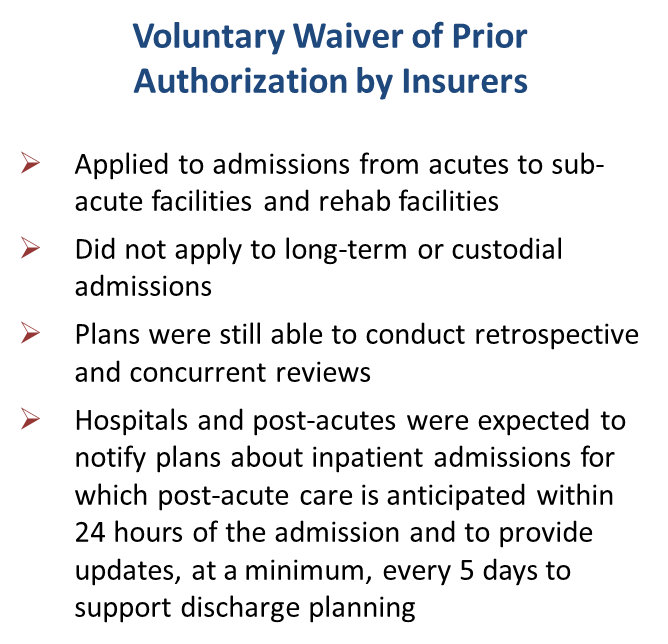 Voluntary Waiver of Prior
Authorization by Insurers
Applied to admissions from acutes to sub-
acute facilities and rehab facilities
Did not apply to long-term or custodial
admissions
Plans were still able to conduct retrospective
and concurrent reviews
Hospitals and post-acutes were expected to
notify plans about inpatient admissions for
which post-acute care is anticipated within
24 hours of the admission and to provide
updates, at a minimum, every 5 days to
support discharge planning